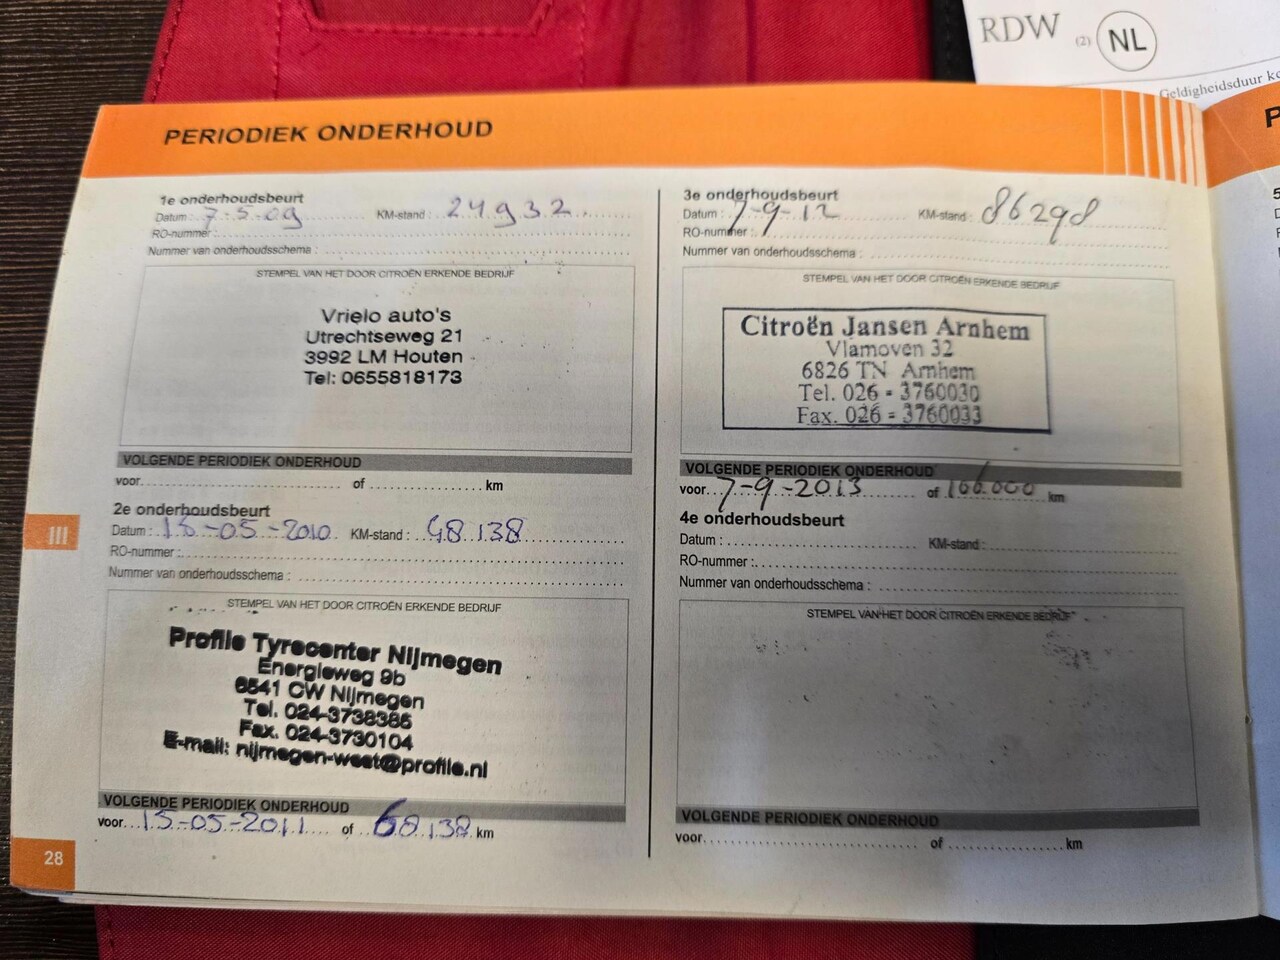 RDW (2) NL
Geldigheidsduur
PERIODIEK ONDERHOUD
1e onderhoudsbeurt
Datum : 7-5-09 KM-stand : 24932
RO-nummer :
Nummer van onderhoudsschema :
STEMPEL VAN HET DOOR CITROËN ERKENDE BEDRIJF
Vrielo auto's
Utrechtseweg 21
3992 LM Houten
Tel: 0655818173
VOLGENDE PERIODIEK ONDERHOUD
voor of km
2e onderhoudsbeurt
Datum : 15-05-2010 KM-stand : 48.138
RO-nummer :
Nummer van onderhoudsschema :
STEMPEL VAN HET DOOR CITROËN ERKENDE BEDRIJF
Profile Tyrecenter Nijmegen
Energieweg 9b
6541 CW Nijmegen
Tel. 024-3738386
Fax. 024-3730104
E-mail: nijmegen-west@profile.nl
VOLGENDE PERIODIEK ONDERHOUD
voor 15-05-2011 of 68.138 km
3e onderhoudsbeurt
Datum : 7-9-12 KM-stand : 86298
RO-nummer :
Nummer van onderhoudsschema :
STEMPEL VAN HET DOOR CITROËN ERKENDE BEDRIJF
Citroën Jansen Arnhem
Vlamoven 32
6826 TN Arnhem
Tel. 026 - 3760030
Fax. 026 - 3760033
VOLGENDE PERIODIEK ONDERHOUD
voor 7-9-2013 of 106.000 km
4e onderhoudsbeurt
Datum : KM-stand :
RO-nummer :
Nummer van onderhoudsschema :
STEMPEL VAN HET DOOR CITROËN ERKENDE BEDRIJF
VOLGENDE PERIODIEK ONDERHOUD
voor of km
III
28